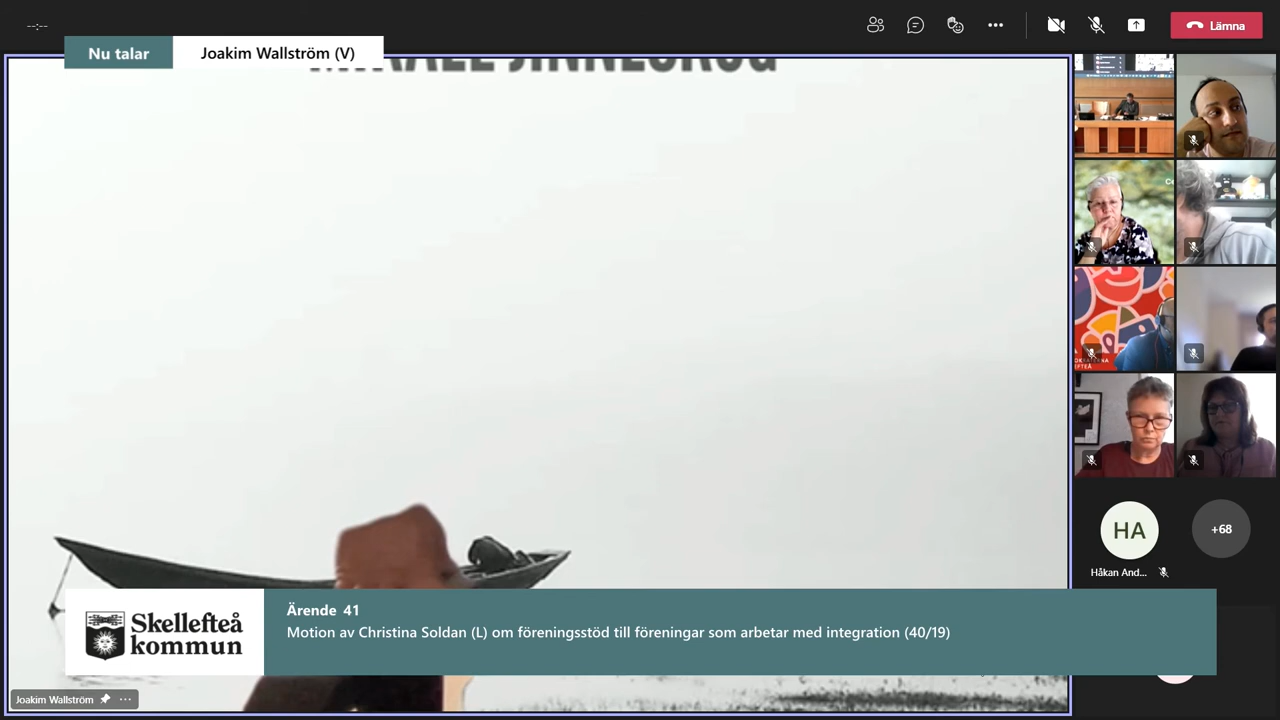 --:--
Lämna
Nu talar
Joakim Wallström (V)
Skellefteå
kommun
Ärende 41
Motion av Christina Soldan (L) om föreningsstöd till föreningar som arbetar med integration (40/19)
HA
+68
Håkan And...
Joakim Wallström